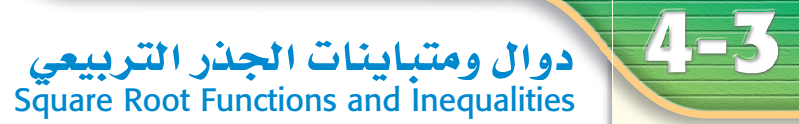 4-3
دوال ومتباينات الجذر التربيعي
Square Root Functions and Inequalities